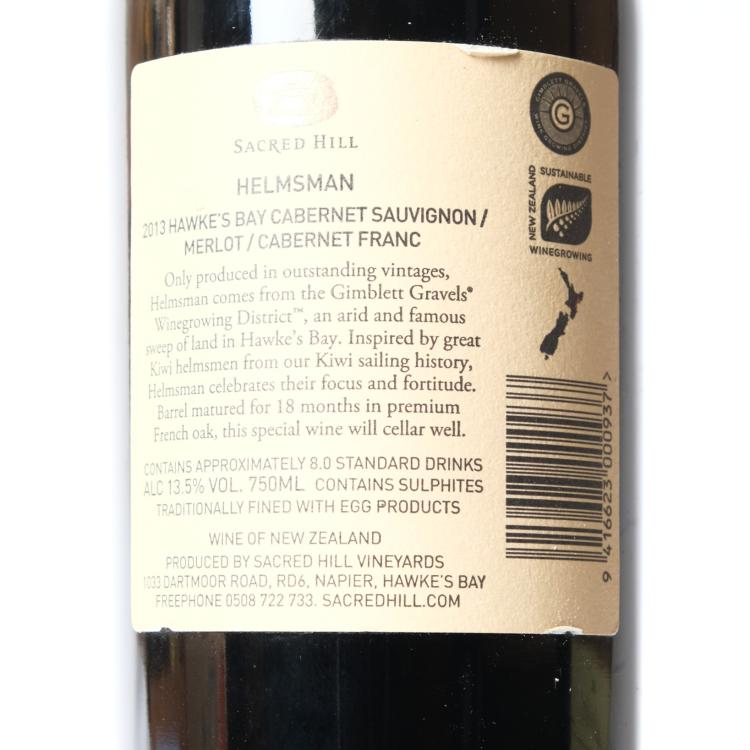 SACRED HILL
HELMSMAN
2013 HAWKE'S BAY CABERNET SAUVIGNON /
MERLOT / CABERNET FRANC
Only produced in outstanding vintages,
Helmsman comes from the Gimblett Gravels®
Winegrowing District™, an arid and famous
sweep of land in Hawke's Bay. Inspired by great
Kiwi helmsmen from our Kiwi sailing history,
Helmsman celebrates their focus and fortitude.
Barrel matured for 18 months in premium
French oak, this special wine will cellar well.
CONTAINS APPROXIMATELY 8.0 STANDARD DRINKS
ALC 13.5% VOL. 750ML CONTAINS SULPHITES
TRADITIONALLY FINED WITH EGG PRODUCTS
WINE OF NEW ZEALAND
PRODUCED BY SACRED HILL VINEYARDS
1033 DARTMOOR ROAD, RD6, NAPIER, HAWKE'S BAY
FREEPHONE 0508 722 733. SACREDHILL.COM
GIMBLETT GRAVELS
WINE GROWING DISTRICT
G
NEW ZEALAND
SUSTAINABLE
WINEGROWING
9 416623 000937 >